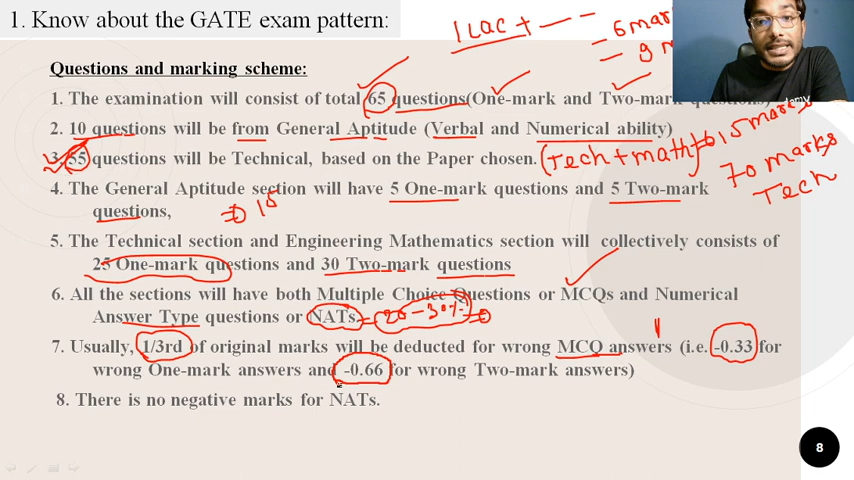 1. Know about the GATE exam pattern:
1 Lac +
= 6 mar
= 9 m
Questions and marking scheme:
1. The examination will consist of total 65 questions(One-mark and Two-mark questions)
2. 10 questions will be from General Aptitude (Verbal and Numerical ability)
3. 55 questions will be Technical, based on the Paper chosen. (Tech + math) 15 marks
70 marks
Tech
4. The General Aptitude section will have 5 One-mark questions and 5 Two-mark
questions, 15
5. The Technical section and Engineering Mathematics section will collectively consists of
25 One-mark questions and 30 Two-mark questions
6. All the sections will have both Multiple Choice Questions or MCQs and Numerical
Answer Type questions or NATs. = 20-30%
7. Usually, 1/3rd of original marks will be deducted for wrong MCQ answers (i.e. -0.33 for
wrong One-mark answers and -0.66 for wrong Two-mark answers)
8. There is no negative marks for NATs.
8